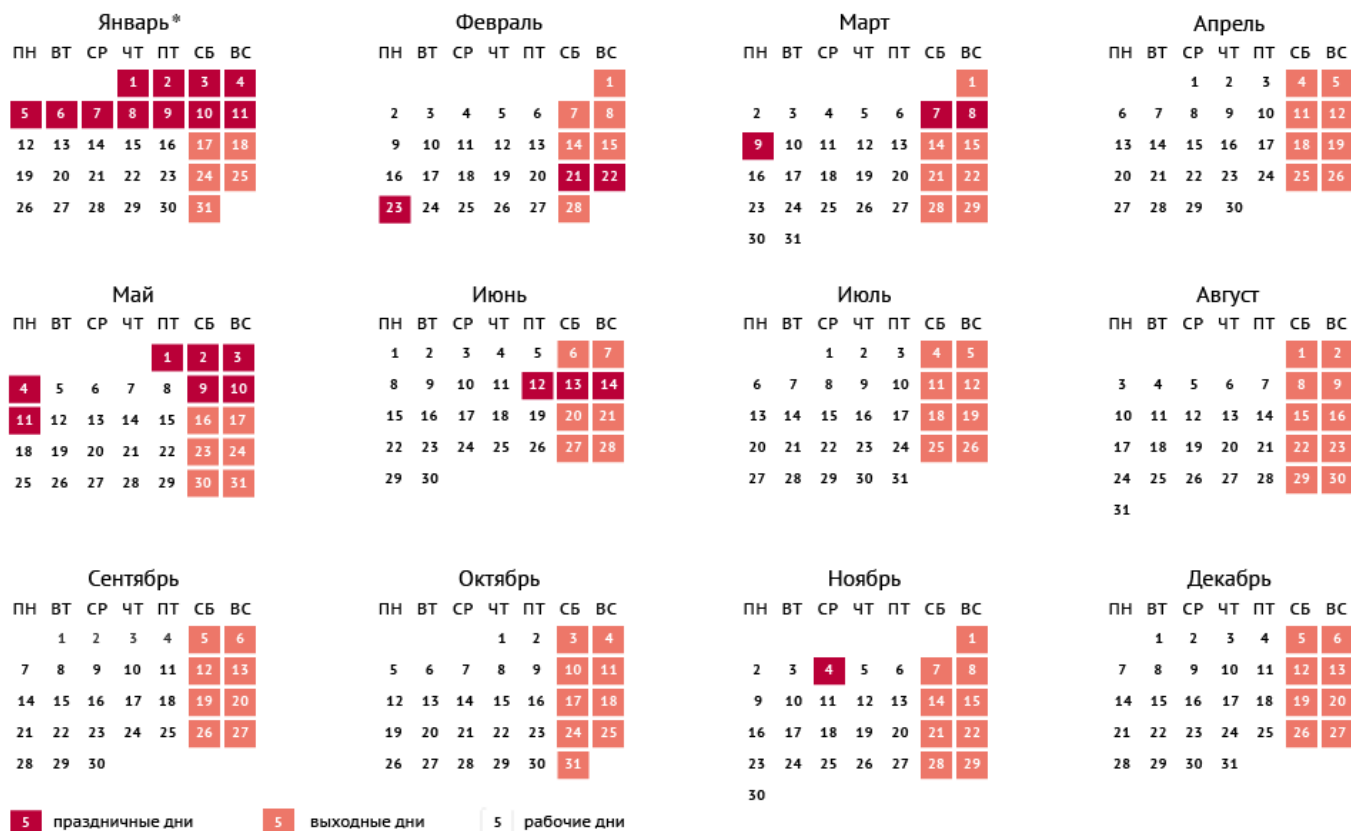 Январь* Февраль Март Апрель
ПН ВТ СР ЧТ ПТ СБ ВС ПН ВТ СР ЧТ ПТ СБ ВС ПН ВТ СР ЧТ ПТ СБ ВС ПН ВТ СР ЧТ ПТ СБ ВС
1 2 3 4 1 1 1 2 3 4 5
5 6 7 8 9 10 11 2 3 4 5 6 7 8 2 3 4 5 6 7 8 6 7 8 9 10 11 12
12 13 14 15 16 17 18 9 10 11 12 13 14 15 9 10 11 12 13 14 15 13 14 15 16 17 18 19
19 20 21 22 23 24 25 16 17 18 19 20 21 22 16 17 18 19 20 21 22 20 21 22 23 24 25 26
26 27 28 29 30 31 23 24 25 26 27 28 23 24 25 26 27 28 29 27 28 29 30
30 31
Май Июнь Июль Август
ПН ВТ СР ЧТ ПТ СБ ВС ПН ВТ СР ЧТ ПТ СБ ВС ПН ВТ СР ЧТ ПТ СБ ВС ПН ВТ СР ЧТ ПТ СБ ВС
1 2 3 1 2 3 4 5 6 7 1 2 3 4 5 1 2
4 5 6 7 8 9 10 8 9 10 11 12 13 14 6 7 8 9 10 11 12 3 4 5 6 7 8 9
11 12 13 14 15 16 17 15 16 17 18 19 20 21 13 14 15 16 17 18 19 10 11 12 13 14 15 16
18 19 20 21 22 23 24 22 23 24 25 26 27 28 20 21 22 23 24 25 26 17 18 19 20 21 22 23
25 26 27 28 29 30 31 29 30 27 28 29 30 31 24 25 26 27 28 29 30
31
Сентябрь Октябрь Ноябрь Декабрь
ПН ВТ СР ЧТ ПТ СБ ВС ПН ВТ СР ЧТ ПТ СБ ВС ПН ВТ СР ЧТ ПТ СБ ВС ПН ВТ СР ЧТ ПТ СБ ВС
1 2 3 4 5 6 1 2 3 4 1 1 2 3 4 5 6
7 8 9 10 11 12 13 5 6 7 8 9 10 11 2 3 4 5 6 7 8 7 8 9 10 11 12 13
14 15 16 17 18 19 20 12 13 14 15 16 17 18 9 10 11 12 13 14 15 14 15 16 17 18 19 20
21 22 23 24 25 26 27 19 20 21 22 23 24 25 16 17 18 19 20 21 22 21 22 23 24 25 26 27
28 29 30 26 27 28 29 30 31 23 24 25 26 27 28 29 28 29 30 31
30
5 праздничные дни 5 выходные дни 5 рабочие дни